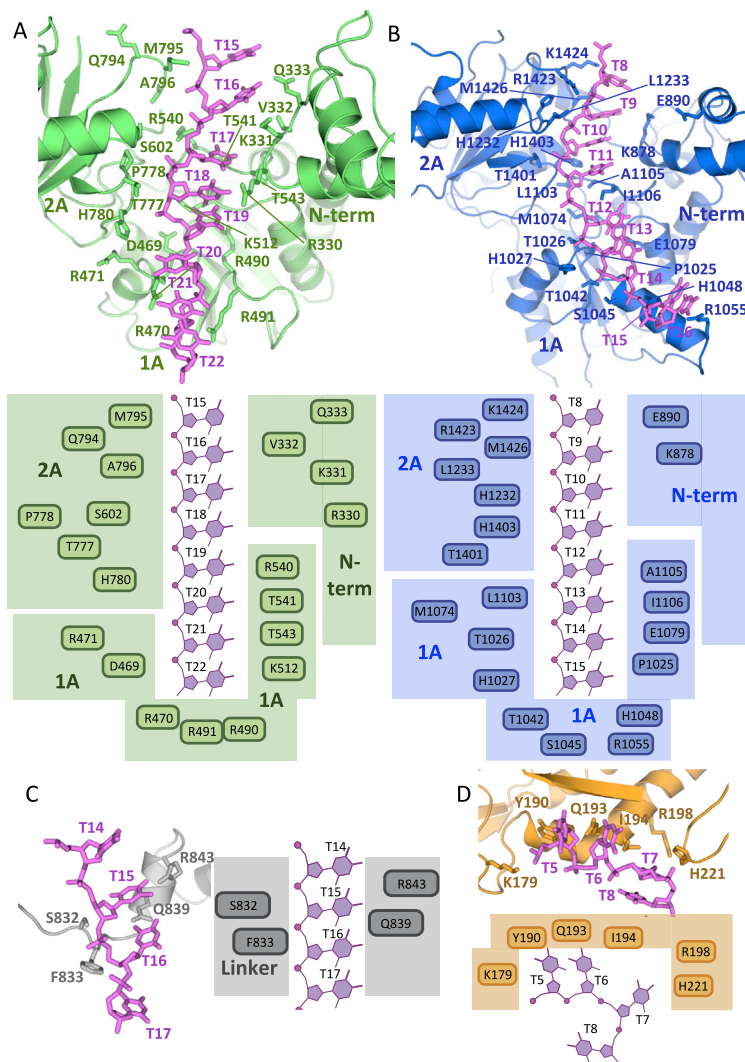 A
M795
T15
Q794
A796
T16
Q333
V332
R540
T541
T17
K331
S602
P778
T18
2A
T777
T543
N-term
H780
T19
K512
R330
D469
T20
R490
R471
T21
R470
R491
1A
T22
B
K1424
T8
R1423
L1233
M1426
T9
E890
T10
H1232
H1403
K878
2A
T11
A1105
T1401
L1103
I1106
T12
N-term
M1074
T13
T1026
E1079
H1027
P1025
T14
H1048
T1042
S1045
R1055
1A
T15
T16
M795
Q794
2A
A796
P778
S602
T777
H780
R471
D469
1A
T15
T16
T17
T18
T19
T20
T21
T22
Q333
V332
K331
R330
N-term
R540
T541
T543
K512
1A
R470
R491
R490
K1424
R1423
M1426
2A
L1233
H1232
H1403
T1401
L1103
M1074
T1026
1A
H1027
T8
T9
T10
T11
T12
T13
T14
T15
E890
K878
N-term
A1105
I1106
E1079
P1025
T1042
1A
H1048
S1045
R1055
C
T14
T15
R843
S832
Q839
T16
F833
T17
S832
F833
Linker
T14
T15
T16
T17
R843
Q839
D
Y190
Q193
I194
R198
T5
T6
T7
H221
K179
T8
Y190
Q193
I194
R198
K179
T5
T6
H221
T7
T8